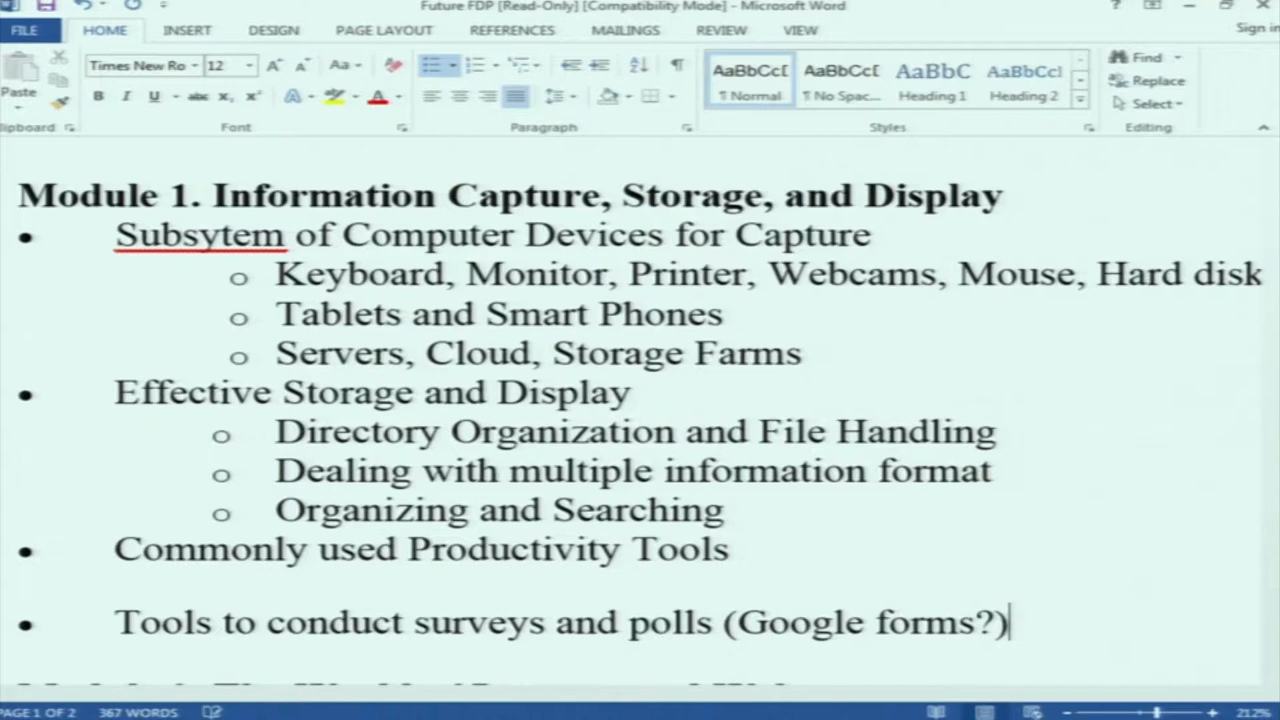 Future FDP [Read-Only] [Compatibility Mode] - Microsoft Word
FILE HOME INSERT DESIGN PAGE LAYOUT REFERENCES MAILINGS REVIEW VIEW Sign in
Times New Ro 12 Aa
Paste
AaBbCcI AaBbCcI AaBbC AaBbCcI
¶ Normal ¶ No Spac... Heading 1 Heading 2
Find
Replace
Select
B I U abc x₂ x² A A
lipboard Font Paragraph Styles Editing
Module 1. Information Capture, Storage, and Display
• Subsytem of Computer Devices for Capture
o Keyboard, Monitor, Printer, Webcams, Mouse, Hard disk
o Tablets and Smart Phones
o Servers, Cloud, Storage Farms
• Effective Storage and Display
o Directory Organization and File Handling
o Dealing with multiple information format
o Organizing and Searching
• Commonly used Productivity Tools
• Tools to conduct surveys and polls (Google forms?)
PAGE 1 OF 2 367 WORDS 212%